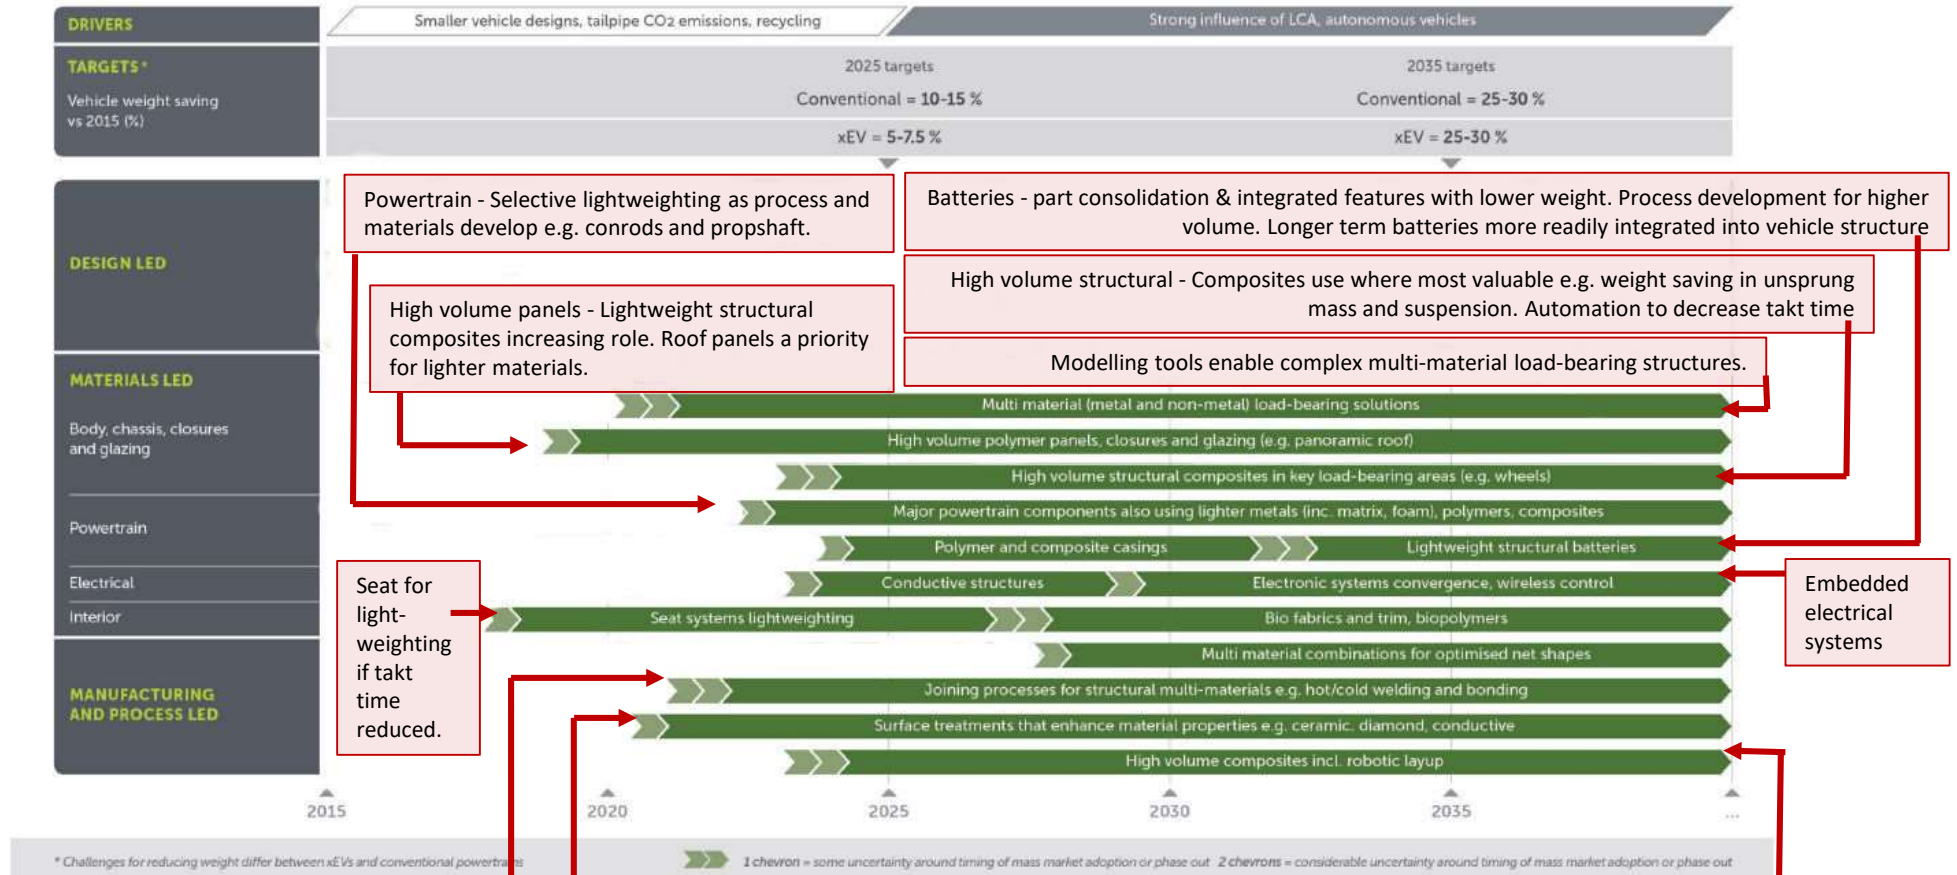 DRIVERS
Smaller vehicle designs, tailpipe CO2 emissions, recycling
Strong influence of LCA, autonomous vehicles
TARGETS*
Vehicle weight saving
vs 2015 (%)
2025 targets
2035 targets
Conventional = 10-15 %
Conventional = 25-30 %
xEV = 5-7.5 %
xEV = 25-30 %
DESIGN LED
Powertrain - Selective lightweighting as process and
materials develop e.g. conrods and propshaft.
Batteries - part consolidation & integrated features with lower weight. Process development for higher
volume. Longer term batteries more readily integrated into vehicle structure
High volume panels - Lightweight structural
composites increasing role. Roof panels a priority
for lighter materials.
High volume structural - Composites use where most valuable e.g. weight saving in unsprung
mass and suspension. Automation to decrease takt time
Modelling tools enable complex multi-material load-bearing structures.
MATERIALS LED
Body, chassis, closures
and glazing
Multi material (metal and non-metal) load-bearing solutions
High volume polymer panels, closures and glazing (e.g. panoramic roof)
High volume structural composites in key load-bearing areas (e.g. wheels)
Powertrain
Major powertrain components also using lighter metals (inc. matrix, foam), polymers, composites
Polymer and composite casings
Lightweight structural batteries
Electrical
Conductive structures
Electronic systems convergence, wireless control
Interior
Seat systems lightweighting
Bio fabrics and trim, biopolymers
Seat for
light-
weighting
if takt
time
reduced.
Embedded
electrical
systems
MANUFACTURING
AND PROCESS LED
Multi material combinations for optimised net shapes
Joining processes for structural multi-materials e.g. hot/cold welding and bonding
Surface treatments that enhance material properties e.g. ceramic. diamond, conductive
High volume composites incl. robotic layup
2015
2020
2025
2030
2035
...
* Challenges for reducing weight differ between xEVs and conventional powertrains
1 chevron = some uncertainty around timing of mass market adoption or phase out 2 chevrons = considerable uncertainty around timing of mass market adoption or phase out